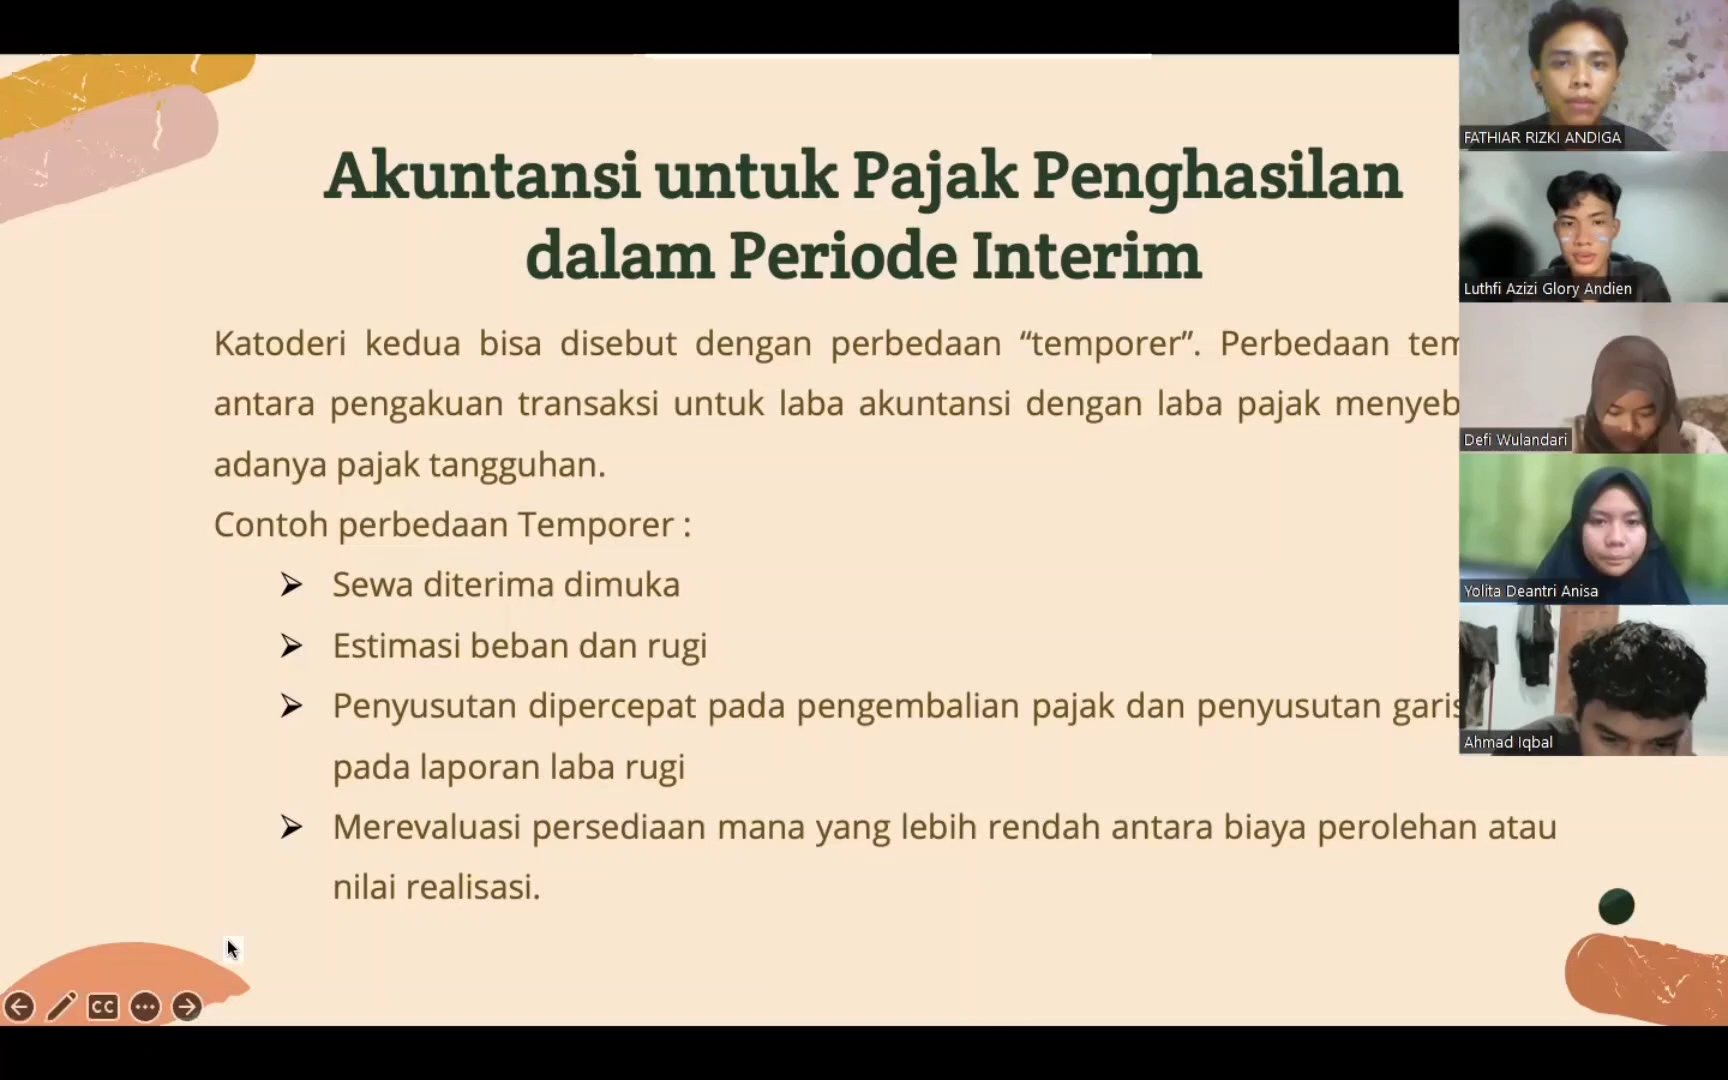 Akuntansi untuk Pajak Penghasilan
dalam Periode Interim
Katoderi kedua bisa disebut dengan perbedaan “temporer”. Perbedaan tem
antara pengakuan transaksi untuk laba akuntansi dengan laba pajak menyeb
adanya pajak tangguhan.
Contoh perbedaan Temporer :
➢ Sewa diterima dimuka
➢ Estimasi beban dan rugi
➢ Penyusutan dipercepat pada pengembalian pajak dan penyusutan garis
pada laporan laba rugi
➢ Merevaluasi persediaan mana yang lebih rendah antara biaya perolehan atau
nilai realisasi.
CC
FATHIAR RIZKI ANDIGA
Luthfi Azizi Glory Andien
Defi Wulandari
Yolita Deantri Anisa
Ahmad Iqbal